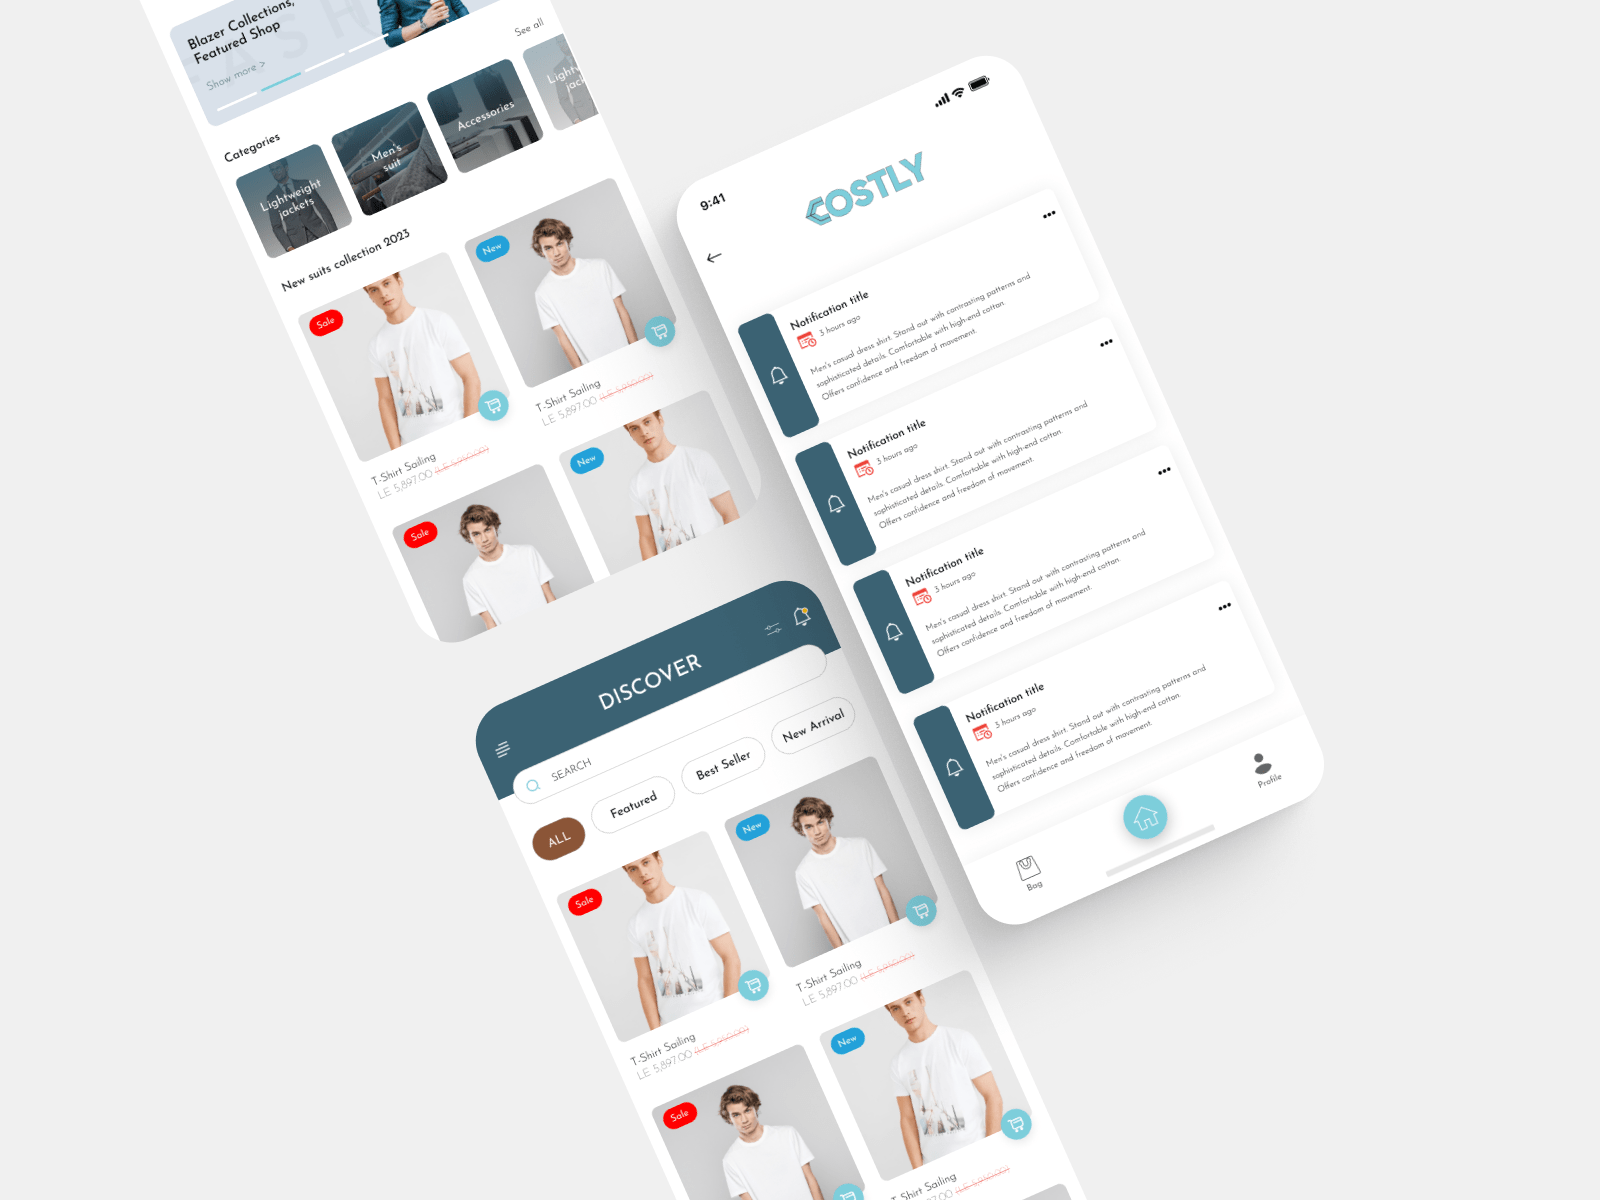 Blazer Collections,
Featured Shop
Show more >
See all
Categories
Lightweight
jackets
Men's
suit
Accessories
New suits collection 2023
Sale
New
T-Shirt Sailing
LE 5,897.00
T-Shirt Sailing
LE 5,897.00
Sale
New
9:41
COSTLY
Notification title
3 hours ago
Men's casual dress shirt. Stand out with contrasting patterns and
sophisticated details. Comfortable with high-end cotton.
Offers confidence and freedom of movement.
Notification title
3 hours ago
Men's casual dress shirt. Stand out with contrasting patterns and
sophisticated details. Comfortable with high-end cotton.
Offers confidence and freedom of movement.
Notification title
3 hours ago
Men's casual dress shirt. Stand out with contrasting patterns and
sophisticated details. Comfortable with high-end cotton.
Offers confidence and freedom of movement.
Notification title
3 hours ago
Men's casual dress shirt. Stand out with contrasting patterns and
sophisticated details. Comfortable with high-end cotton.
Offers confidence and freedom of movement.
Bag
Profile
DISCOVER
SEARCH
ALL
Featured
Best Seller
New Arrival
Sale
New
T-Shirt Sailing
LE 5,897.00
T-Shirt Sailing
LE 5,897.00
Sale
New
T-Shirt Sailing